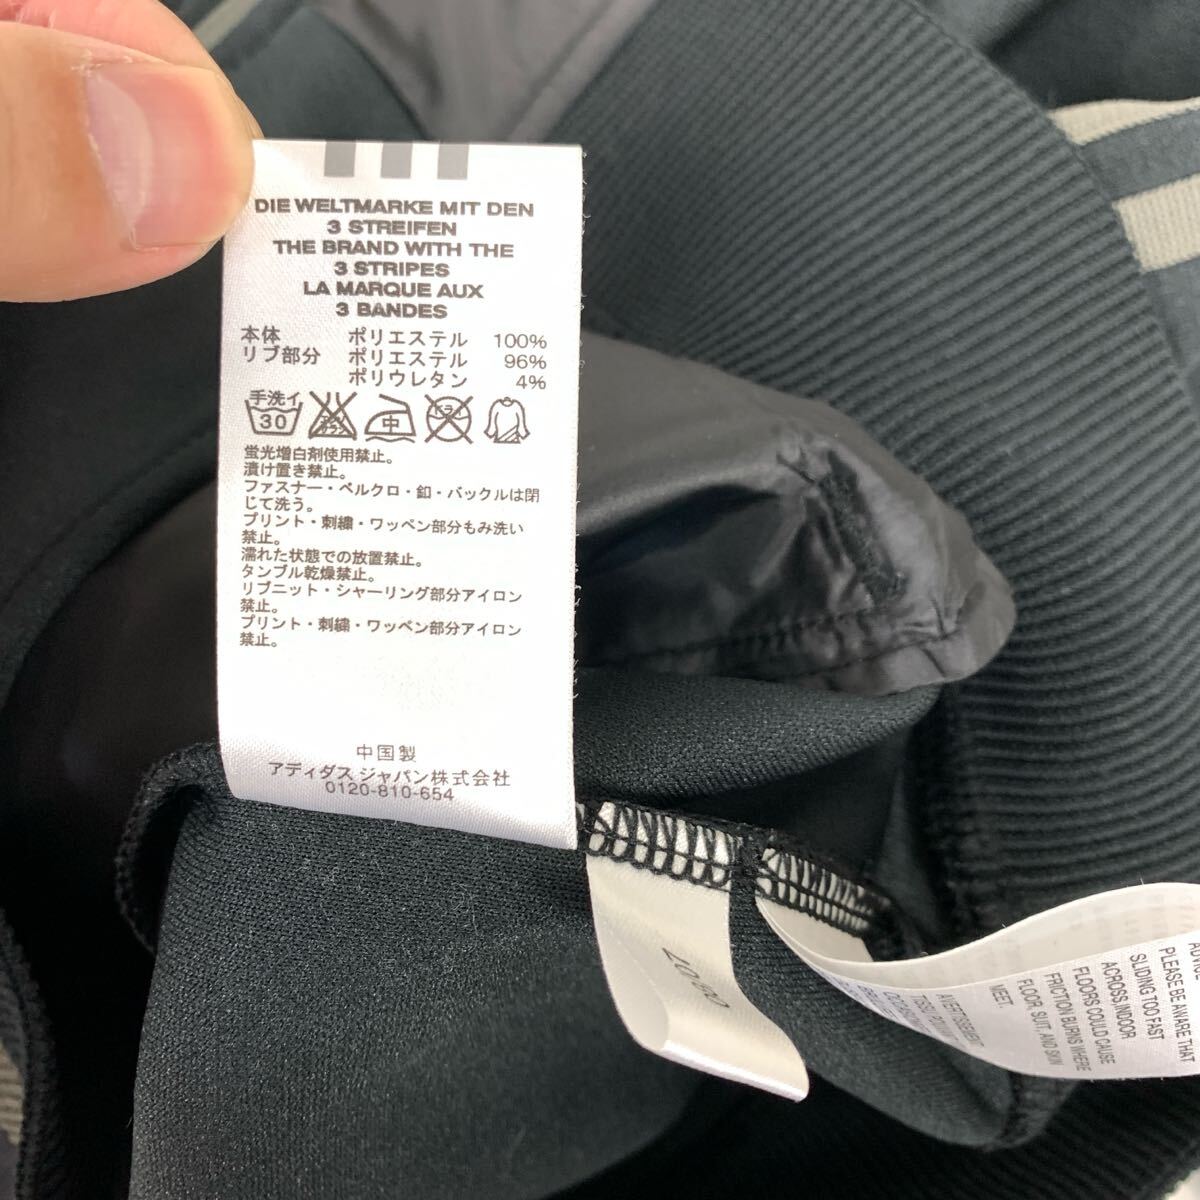 DIE WELTMARKE MIT DEN
3 STREIFEN
THE BRAND WITH THE
3 STRIPES
LA MARQUE AUX
3 BANDES
本体 ポリエステル 100%
リブ部分 ポリエステル 96%
ポリウレタン 4%
手洗イ
30
中
蛍光増白剤使用禁止。
漬け置き禁止。
ファスナー・ベルクロ・釦・バックルは閉
じて洗う。
プリント・刺繍・ワッペン部分もみ洗い
禁止。
濡れた状態での放置禁止。
タンブル乾燥禁止。
リブニット・シャーリング部分アイロン
禁止。
プリント・刺繍・ワッペン部分アイロン
禁止。
中国製
アディダス ジャパン株式会社
0120-810-654
PLEASE BE AWARE THAT
SLIDING TOO FAST
ACROSS INDOOR
FLOORS COULD CAUSE
FRICTION BURNS WHERE
FLOOR, SUIT, AND SKIN
MEET.
AVERTISSEMENT